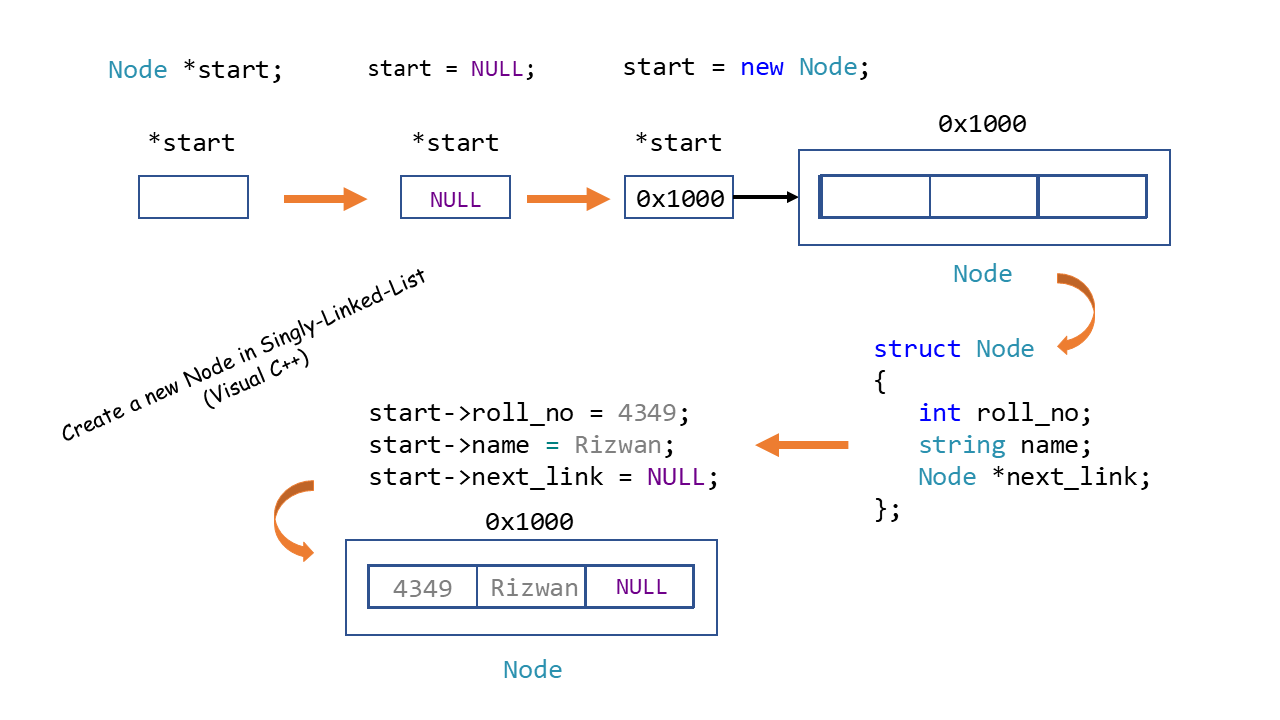 Node *start;
start = NULL;
start = new Node;
*start
*start
*start
0x1000
NULL
0x1000
Node
Create a new Node in Singly-Linked-List
(Visual C++)
struct Node
{
int roll_no;
string name;
Node *next_link;
};
start->roll_no = 4349;
start->name = Rizwan;
start->next_link = NULL;
0x1000
4349 Rizwan NULL
Node